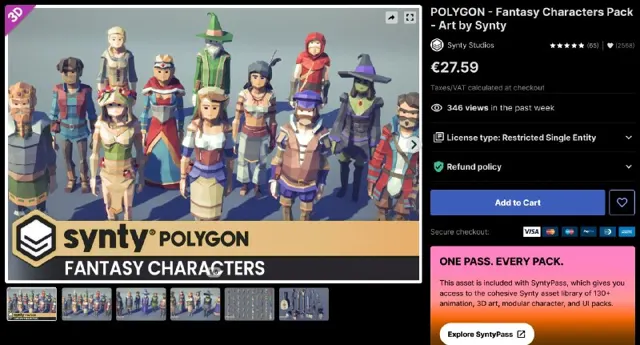 3D
synty® POLYGON
FANTASY CHARACTERS
POLYGON - Fantasy Characters Pack
- Art by Synty
Synty Studios
(63) | (2568)
€27.59
Taxes/VAT calculated at checkout
346 views in the past week
License type: Restricted Single Entity
Refund policy
Add to Cart
Secure checkout: VISA
ONE PASS. EVERY PACK.
This asset is included with SyntyPass, which gives
you access to the cohesive Synty asset library of 130+
animation, 3D art, modular character, and UI packs.
Explore SyntyPass